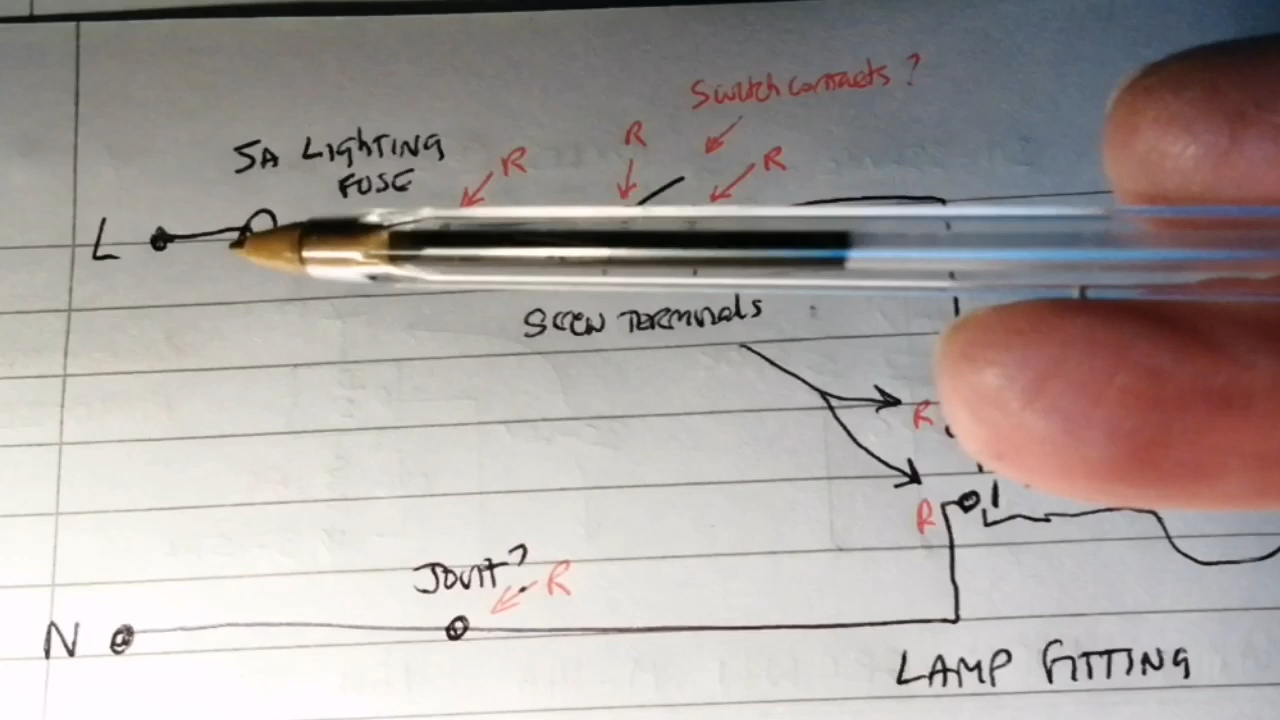 Switch contacts?
R
5A LIGHTING
FUSE
R
R
L
SCREW TERMINALS
R
R
JOINT?
R
N
LAMP FITTING